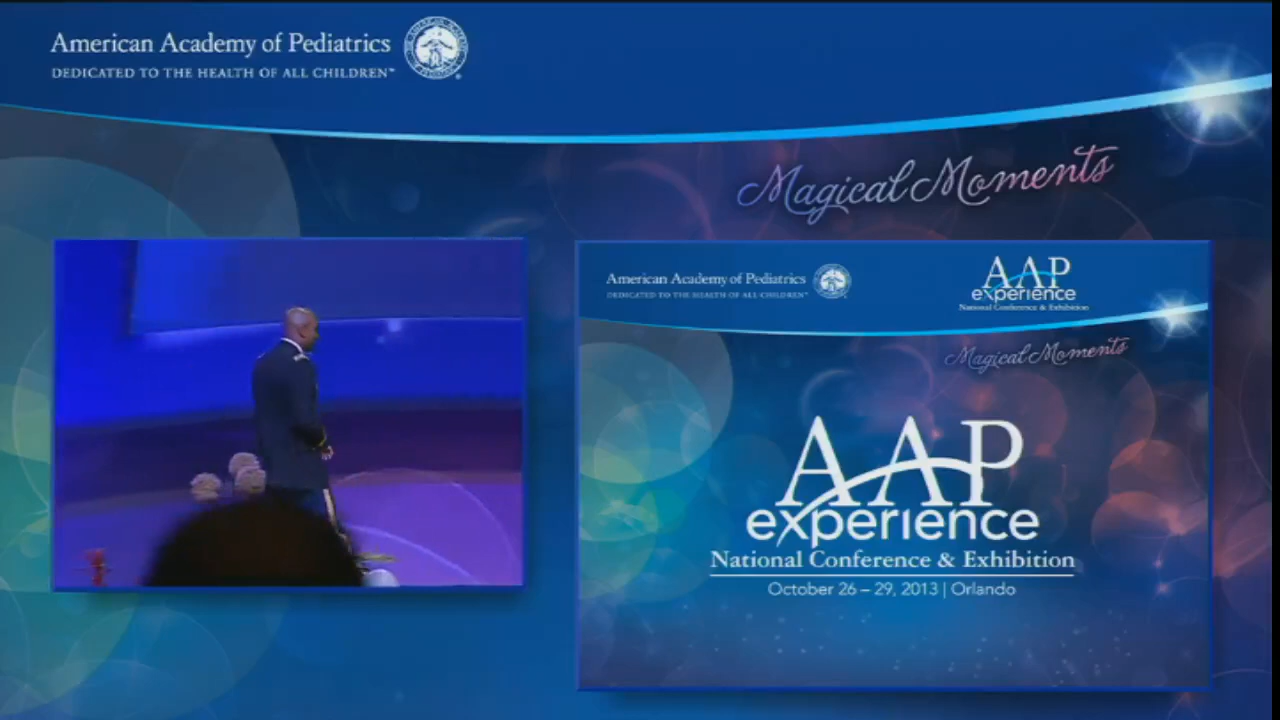 American Academy of Pediatrics
DEDICATED TO THE HEALTH OF ALL CHILDREN™
Magical Moments
American Academy of Pediatrics
DEDICATED TO THE HEALTH OF ALL CHILDREN™
AAP
experience
National Conference & Exhibition
Magical Moments
AAP
experience
National Conference & Exhibition
October 26 – 29, 2013 | Orlando